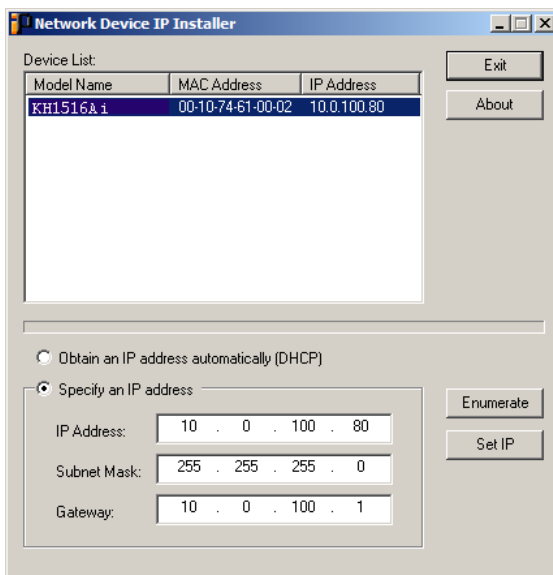 Network Device IP Installer
Device List:
Exit
Model Name MAC Address IP Address
KH1516Ai 00-10-74-61-00-02 10.0.100.80
About
Obtain an IP address automatically (DHCP)
Specify an IP address
Enumerate
IP Address: 10 . 0 . 100 . 80
Set IP
Subnet Mask: 255 . 255 . 255 . 0
Gateway: 10 . 0 . 100 . 1